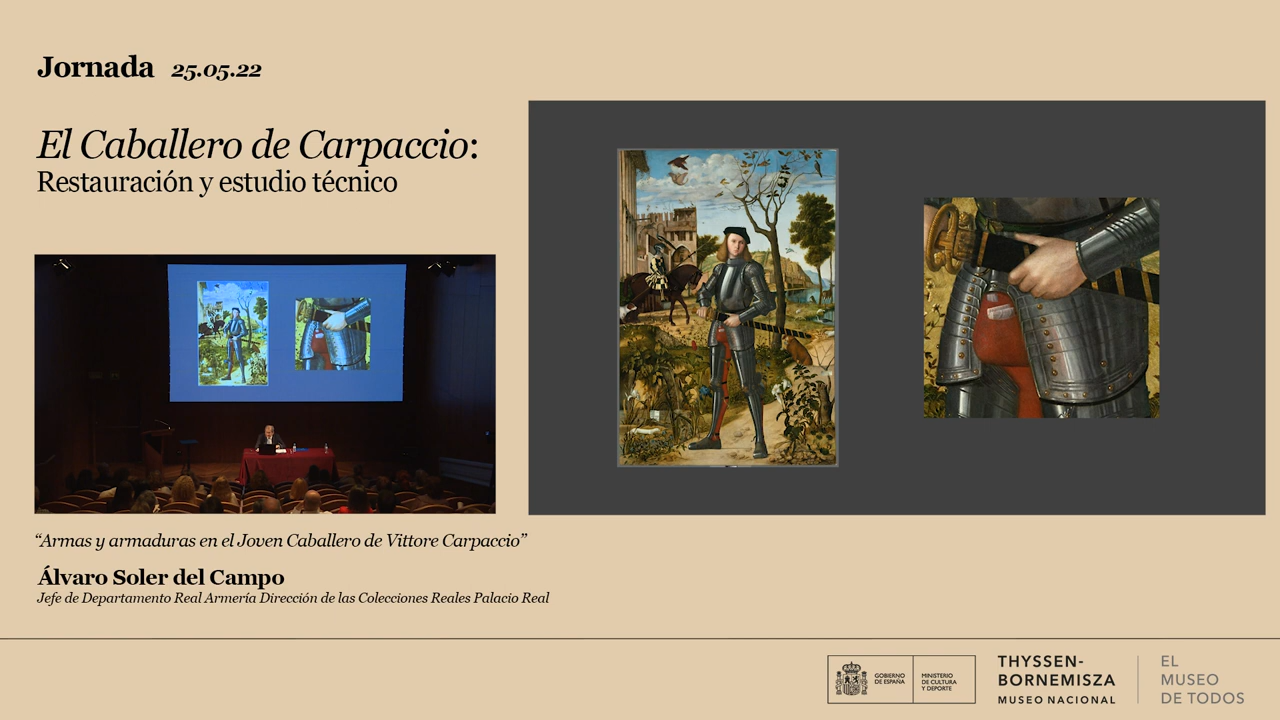 Jornada 25.05.22
El Caballero de Carpaccio:
Restauración y estudio técnico
“Armas y armaduras en el Joven Caballero de Vittore Carpaccio”
Álvaro Soler del Campo
Jefe de Departamento Real Armería Dirección de las Colecciones Reales Palacio Real
GOBIERNO
DE ESPAÑA
MINISTERIO
DE CULTURA
Y DEPORTE
THYSSEN-
BORNEMISZA
MUSEO NACIONAL
EL
MUSEO
DE TODOS